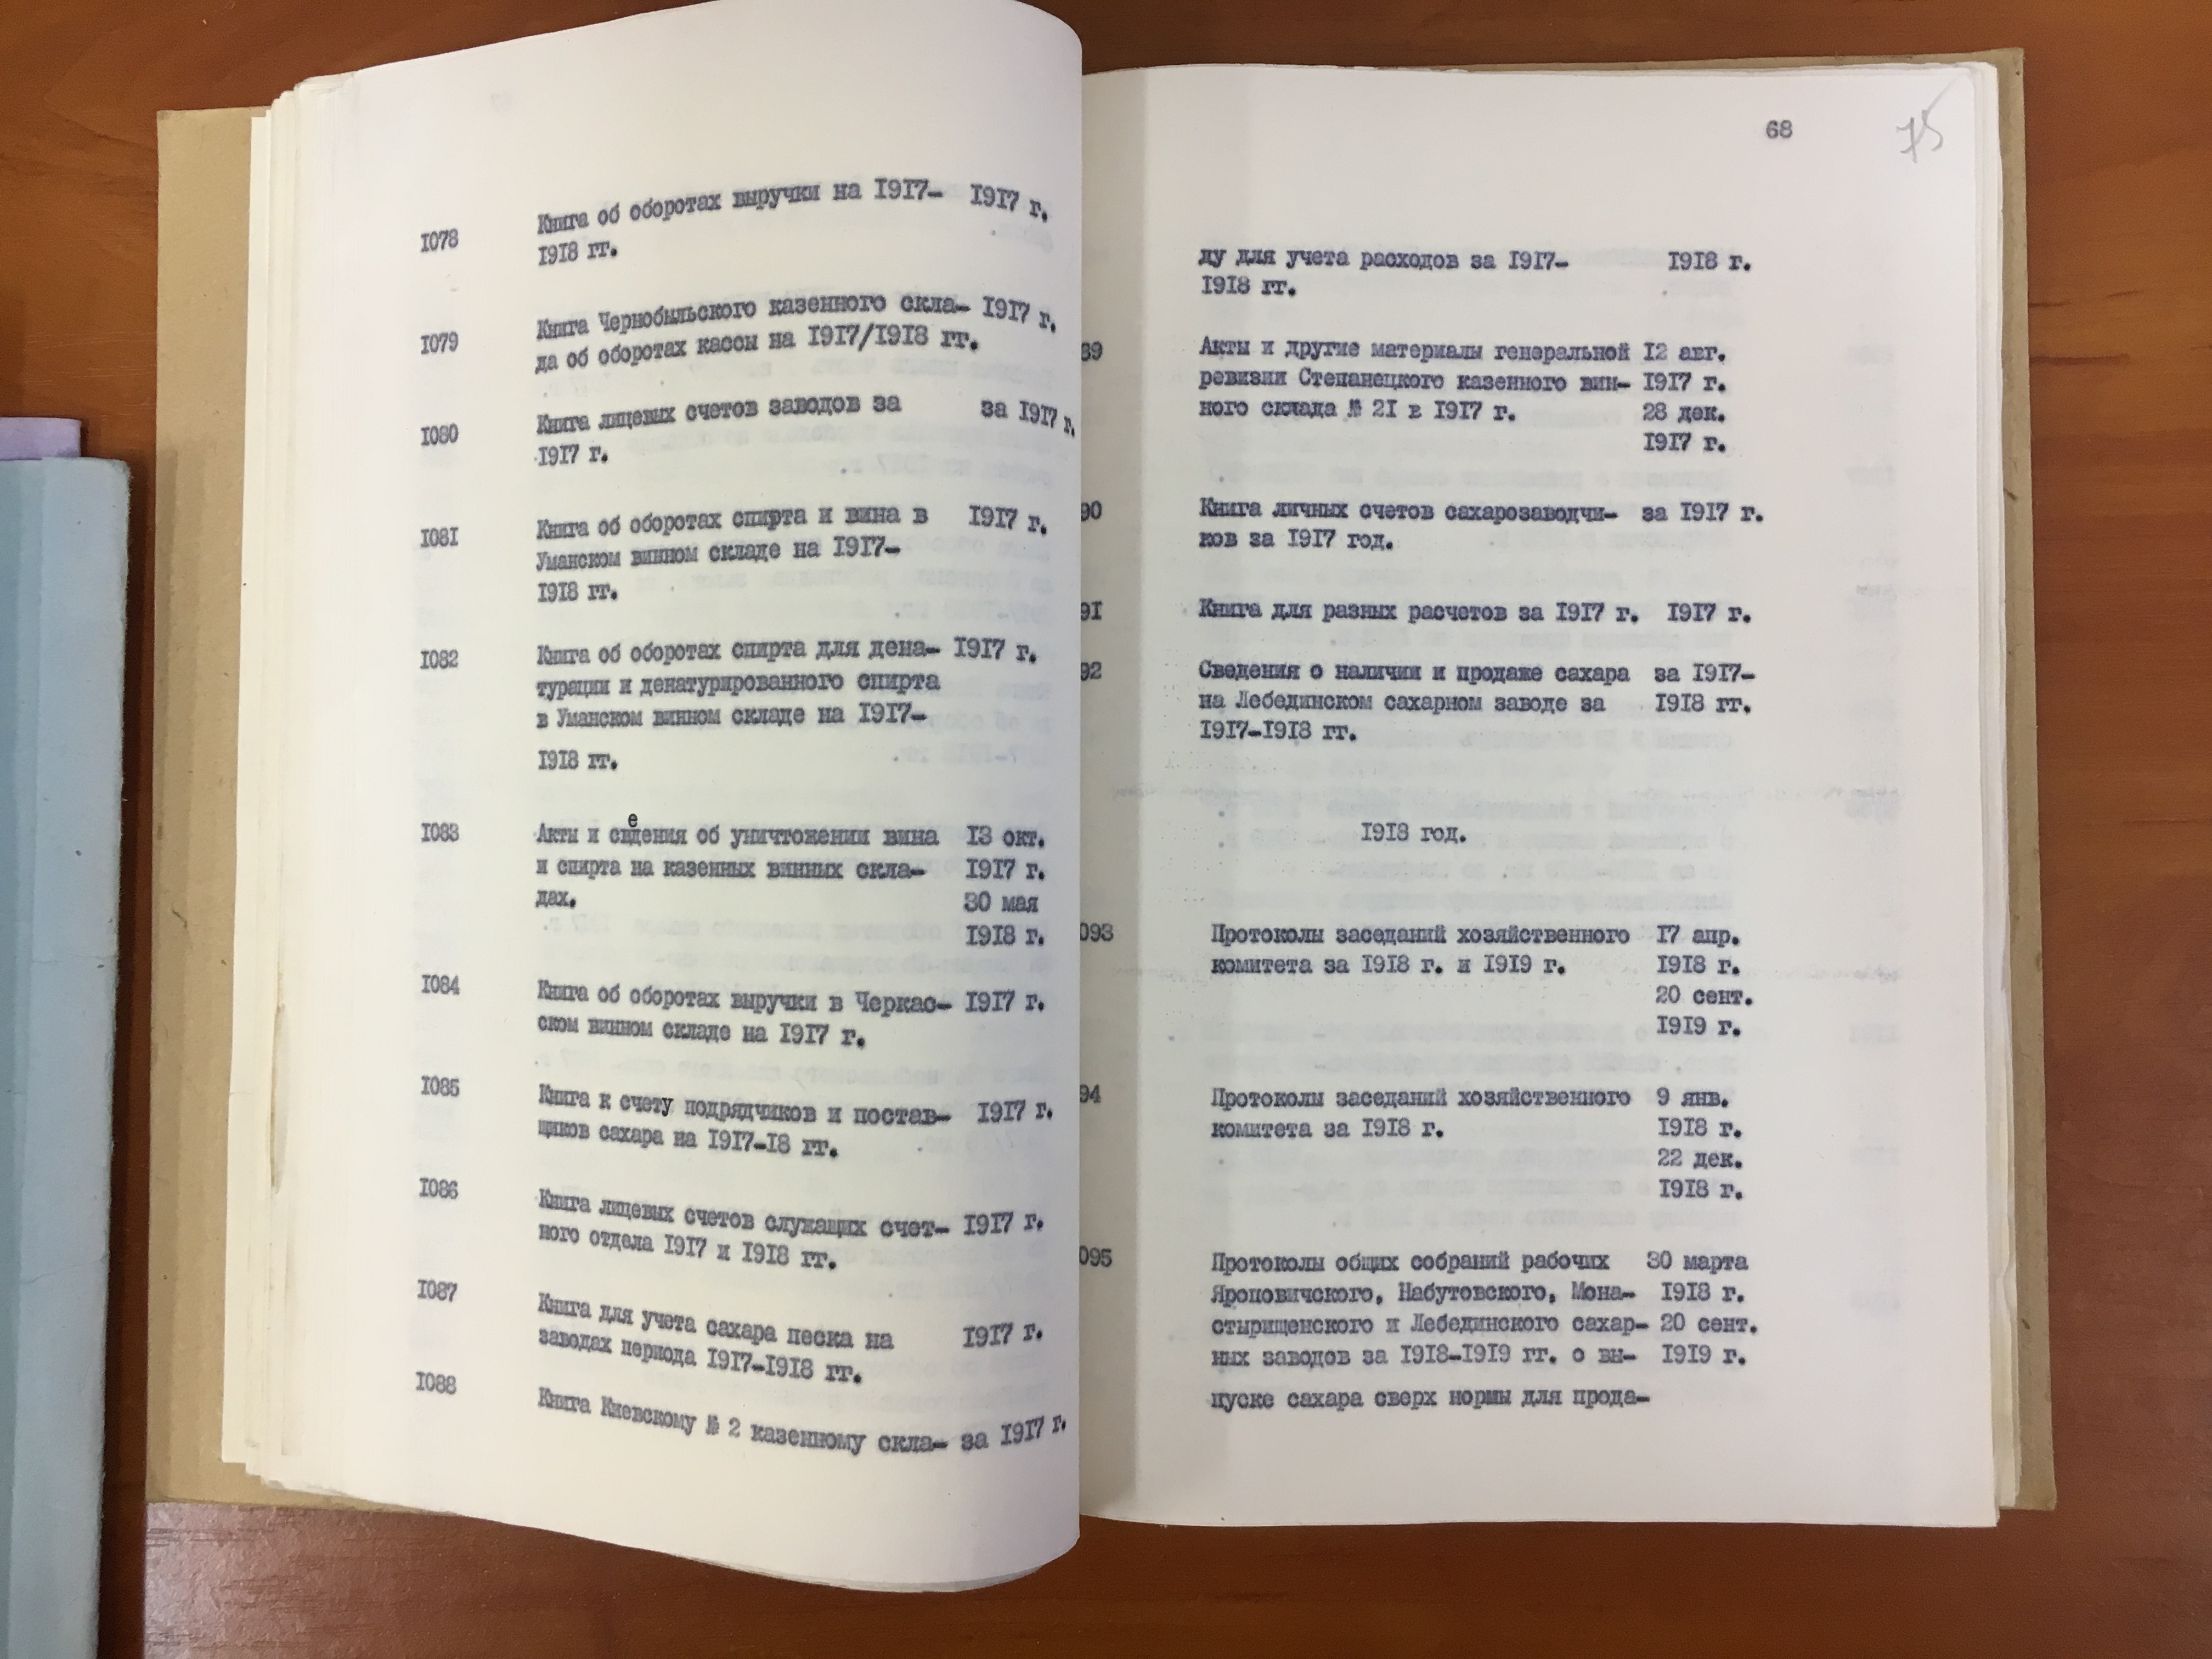 1078 Книга об оборотах выручки на 1917- 1917 г.
1918 гг.
1079 Книга Чернобыльского казенного скла- 1917 г.
да об оборотах кассы на 1917/1918 гг.
1080 Книга лицевых счетов заводов за за 1917 г.
1917 г.
1081 Книга об оборотах спирта и вина в 1917 г.
Уманском винном складе на 1917-
1918 гг.
1082 Книга об оборотах спирта для дена- 1917 г.
турации и денатурированного спирта
в Уманском винном складе на 1917-
1918 гг.
1083 Акты и сведения об уничтожении вина 13 окт.
и спирта на казенных винных скла- 1917 г.
дах. 30 мая
1918 г.
1084 Книга об оборотах выручки в Черкас- 1917 г.
ском винном складе на 1917 г.
1085 Книга к счету подрядчиков и постав- 1917 г.
щиков сахара на 1917-18 гг.
1086 Книга лицевых счетов служащих счет- 1917 г.
ного отдела 1917 и 1918 гг.
1087 Книга для учета сахара песка на 1917 г.
заводах периода 1917-1918 гг.
1088 Книга Киевскому № 2 казенному скла- за 1917 г.
68 75
ду для учета расходов за 1917- 1918 г.
1918 гг.
89 Акты и другие материалы генеральной 12 авг.
ревизии Степанецкого казенного вин- 1917 г.
ного склада № 21 в 1917 г. 28 дек.
1917 г.
90 Книга личных счетов сахарозаводчи- за 1917 г.
ков за 1917 год.
91 Книга для разных расчетов за 1917 г. 1917 г.
92 Сведения о наличии и продаже сахара за 1917-
на Лебединском сахарном заводе за 1918 гг.
1917-1918 гг.
1918 год.
093 Протоколы заседаний хозяйственного 17 апр.
комитета за 1918 г. и 1919 г. 1918 г.
20 сент.
1919 г.
94 Протоколы заседаний хозяйственного 9 янв.
комитета за 1918 г. 1918 г.
22 дек.
1918 г.
095 Протоколы общих собраний рабочих 30 марта
Яроповичского, Набутовского, Мона- 1918 г.
стырищенского и Лебединского сахар- 20 сент.
ных заводов за 1918-1919 гг. о вы- 1919 г.
пуске сахара сверх нормы для прода-